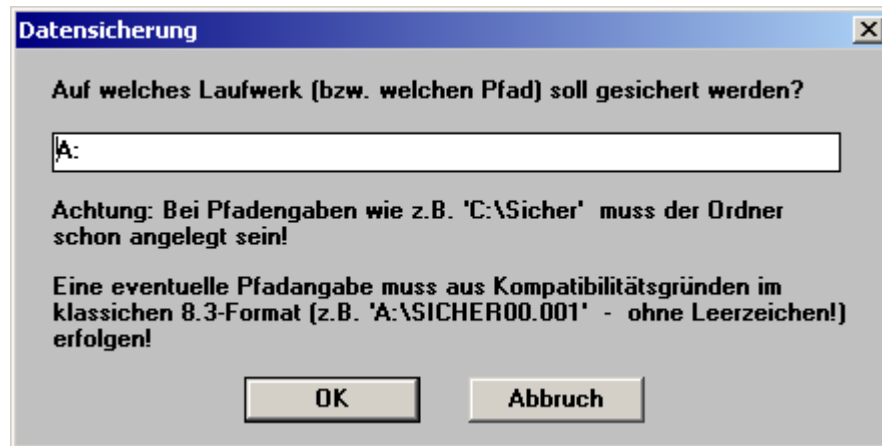 Datensicherung
Auf welches Laufwerk (bzw. welchen Pfad) soll gesichert werden?
A:
Achtung: Bei Pfadengaben wie z.B. 'C:\Sicher' muss der Ordner
schon angelegt sein!
Eine eventuelle Pfadangabe muss aus Kompatibilitätsgründen im
klassichen 8.3-Format (z.B. 'A:\SICHER00.001' - ohne Leerzeichen!)
erfolgen!
OK Abbruch